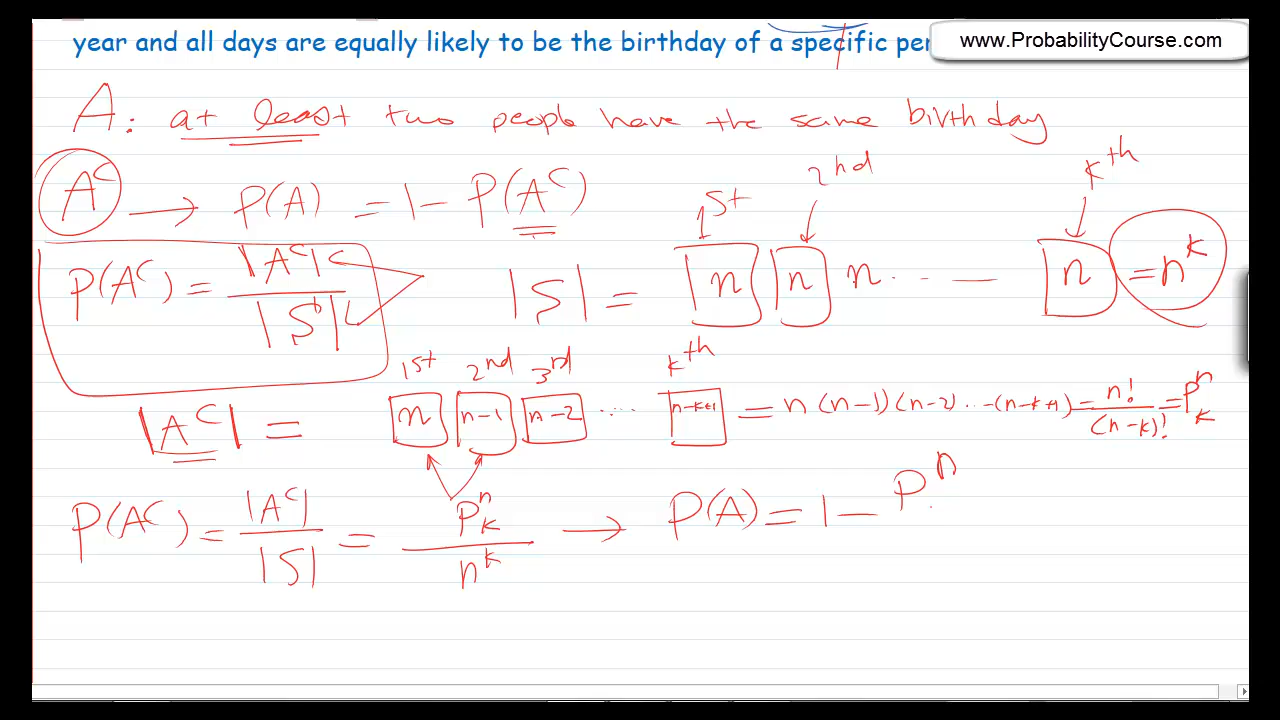 year and all days are equally likely to be the birthday of a specific per
www.ProbabilityCourse.com
A: at least two people have the same birthday
A^c → P(A) = 1 - P(A^c)
1st 2nd kth
P(A^c) = |A^c| / |S|
|S| = n n n ... — n = n^k
1st 2nd 3rd kth
|A^c| = n n-1 n-2 .... n-k+1 = n(n-1)(n-2)...(n-k+1) = n!/(n-k)! = P^n_k
P(A^c) = |A^c| / |S| = P^n_k / n^k → P(A) = 1 - P^n